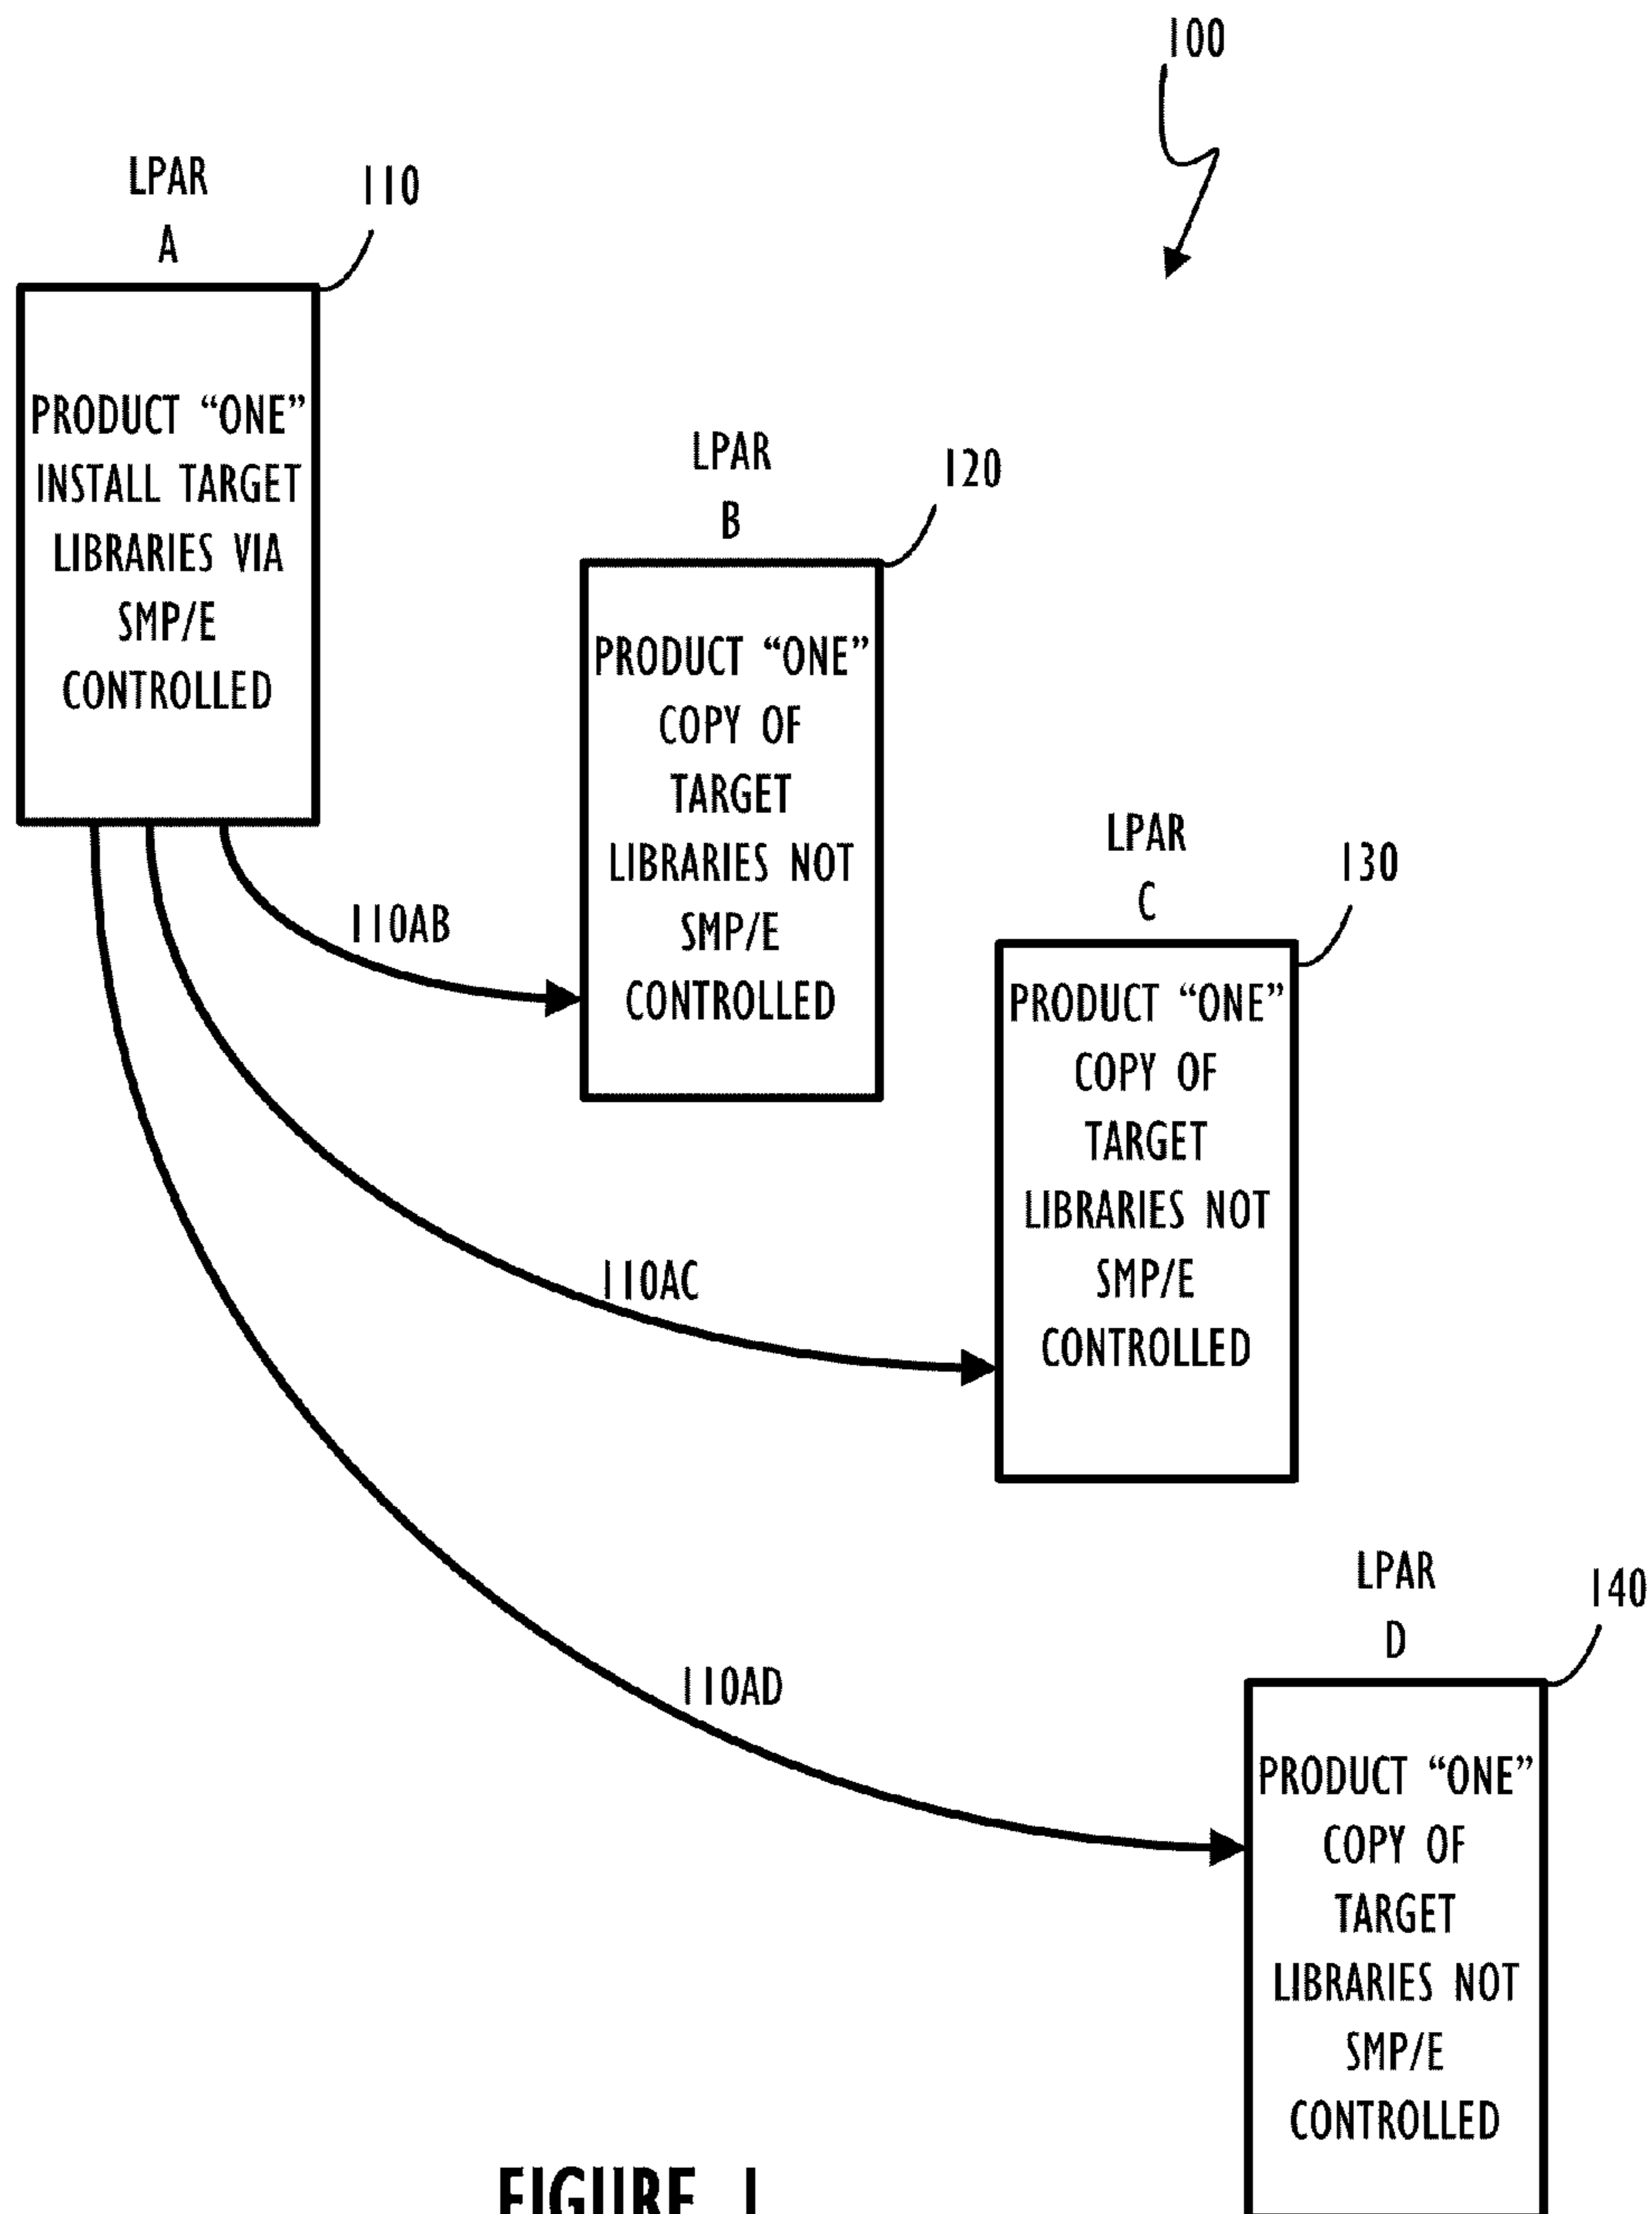 100
LPAR
A
110
PRODUCT “ONE”
INSTALL TARGET
LIBRARIES VIA
SMP/E
CONTROLLED
LPAR
B
120
PRODUCT “ONE”
COPY OF
TARGET
LIBRARIES NOT
SMP/E
CONTROLLED
LPAR
C
130
PRODUCT “ONE”
COPY OF
TARGET
LIBRARIES NOT
SMP/E
CONTROLLED
110AB
110AC
110AD
LPAR
D
140
PRODUCT “ONE”
COPY OF
TARGET
LIBRARIES NOT
SMP/E
CONTROLLED
FIGURE 1